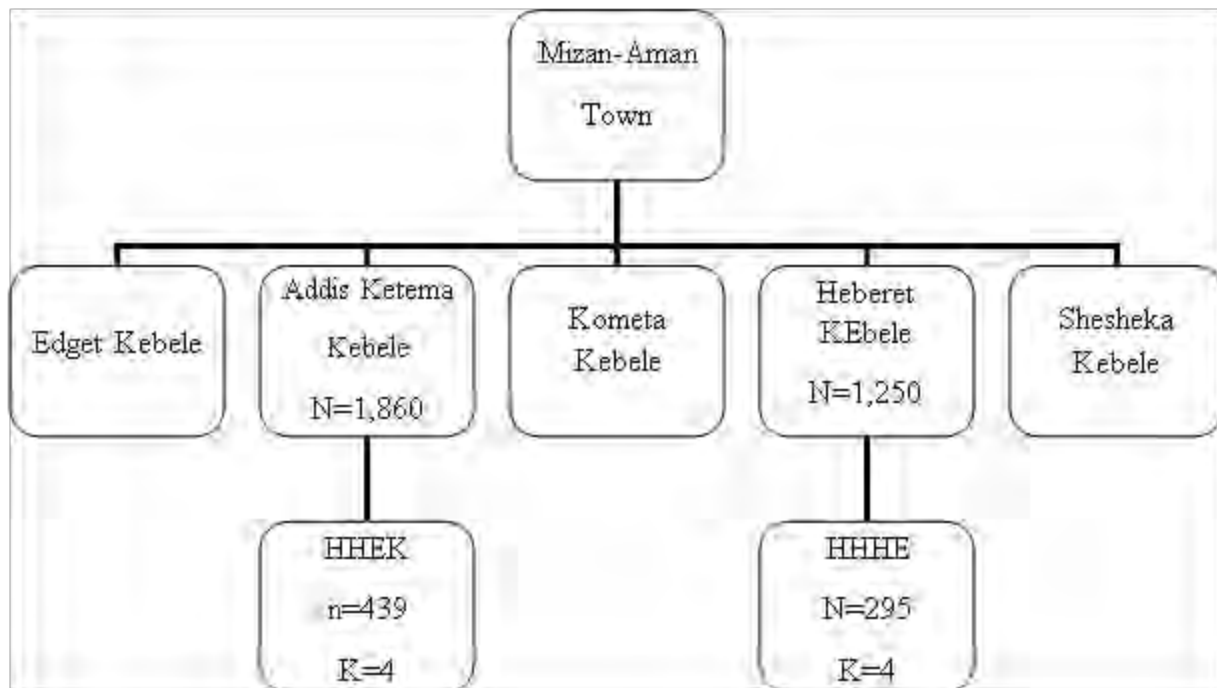 Mizan-Aman
Town
Edget Kebele
Addis Ketema
Kebele
N=1,860
Kometa
Kebele
Heberet
KEbele
N=1,250
Shesheka
Kebele
HHEK
n=439
K=4
HHHE
N=295
K=4